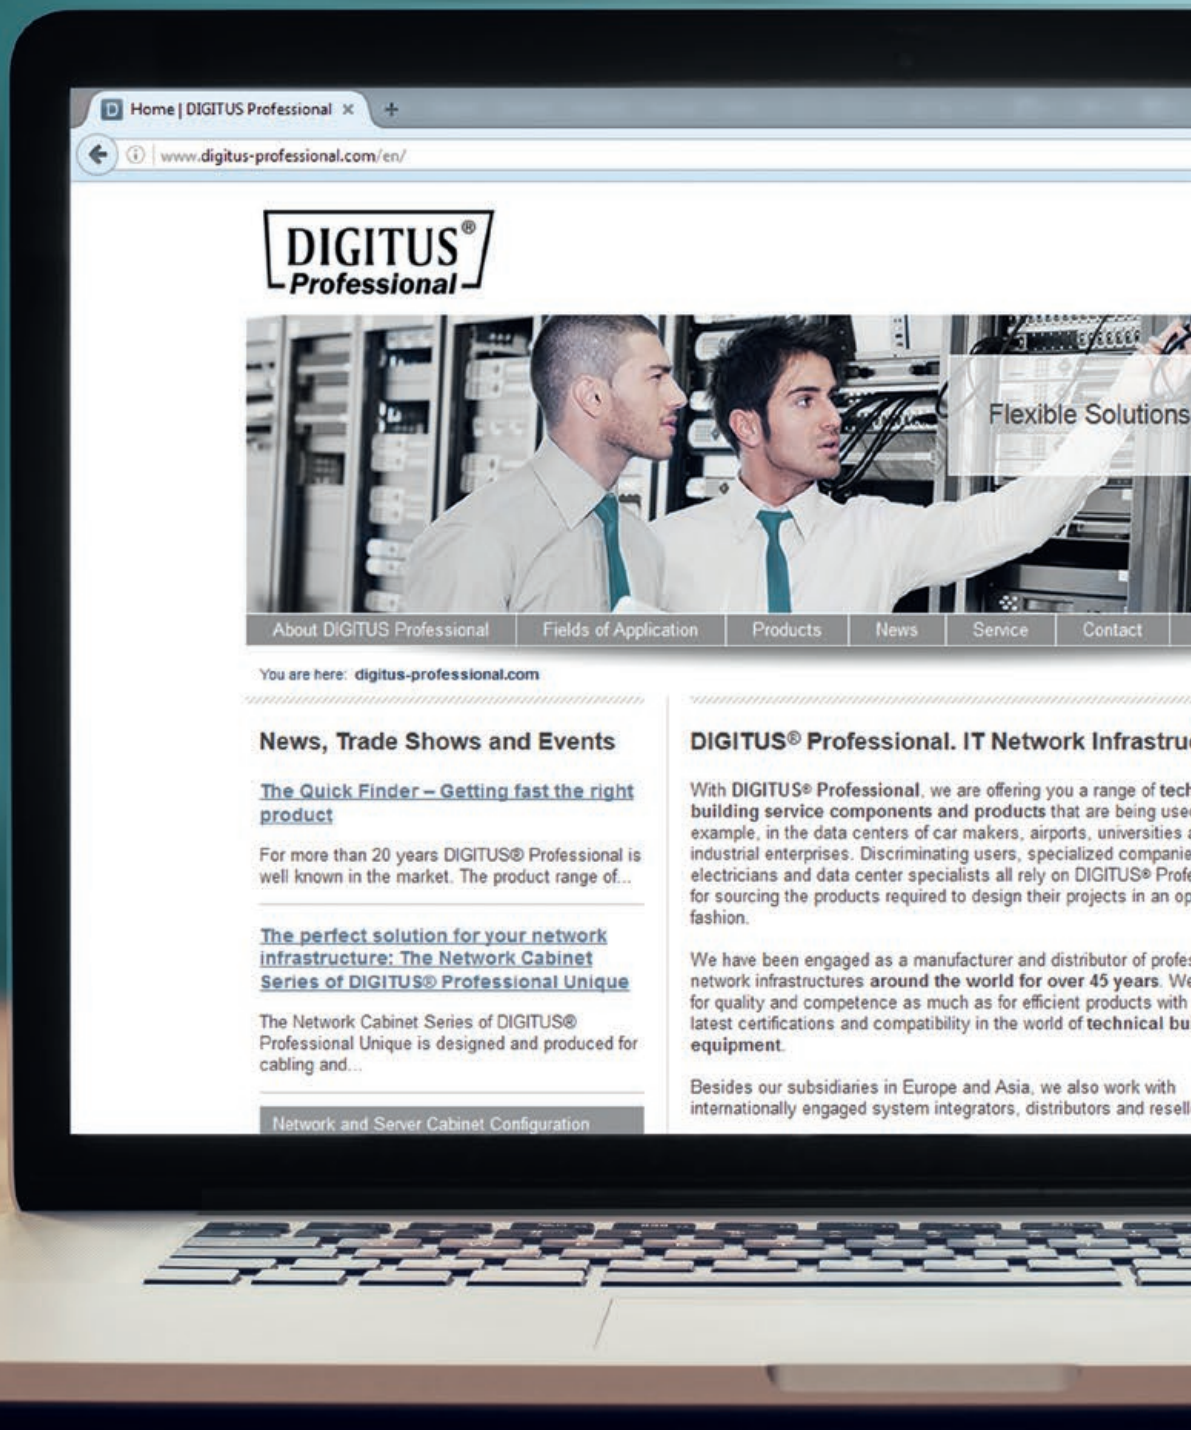 Home | DIGITUS Professional
www.digitus-professional.com/en/
DIGITUS®
Professional
Flexible Solutions
About DIGITUS Professional
Fields of Application
Products
News
Service
Contact
You are here: digitus-professional.com
News, Trade Shows and Events
The Quick Finder – Getting fast the right
product
For more than 20 years DIGITUS® Professional is
well known in the market. The product range of...
The perfect solution for your network
infrastructure: The Network Cabinet
Series of DIGITUS® Professional Unique
The Network Cabinet Series of DIGITUS®
Professional Unique is designed and produced for
cabling and...
Network and Server Cabinet Configuration
DIGITUS® Professional. IT Network Infrastru
With DIGITUS® Professional, we are offering you a range of tech
building service components and products that are being used
example, in the data centers of car makers, airports, universities a
industrial enterprises. Discriminating users, specialized companie
electricians and data center specialists all rely on DIGITUS® Profe
for sourcing the products required to design their projects in an op
fashion.
We have been engaged as a manufacturer and distributor of profes
network infrastructures around the world for over 45 years. We
for quality and competence as much as for efficient products with
latest certifications and compatibility in the world of technical bu
equipment.
Besides our subsidiaries in Europe and Asia, we also work with
internationally engaged system integrators, distributors and resell